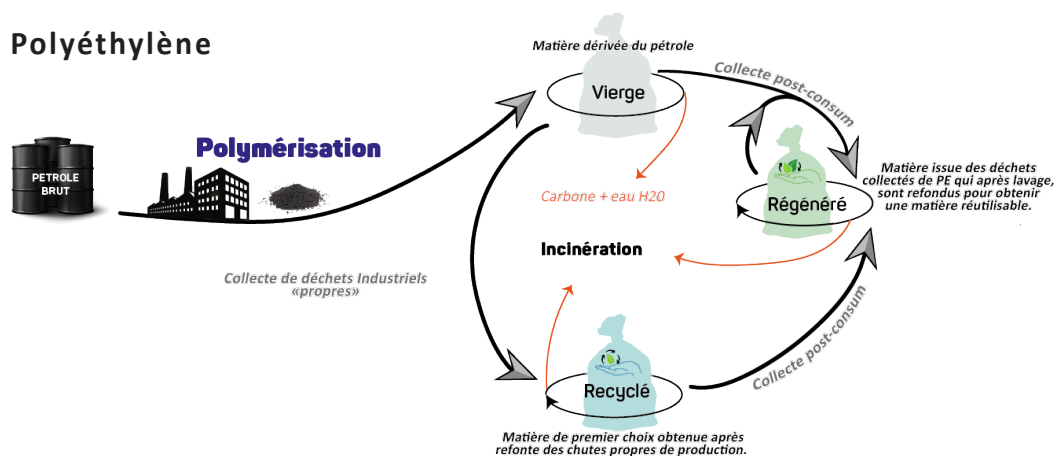 Polyéthylène
Matière dérivée du pétrole
Vierge
Collecte post-consum
Polymérisation
PETROLE
BRUT
Carbone + eau H20
Régénéré
Matière issue des déchets
collectés de PE qui après lavage,
sont refondus pour obtenir
une matière réutilisable.
Incinération
Collecte de déchets Industriels
«propres»
Collecte post-consum
Recyclé
Matière de premier choix obtenue après
refonte des chutes propres de production.